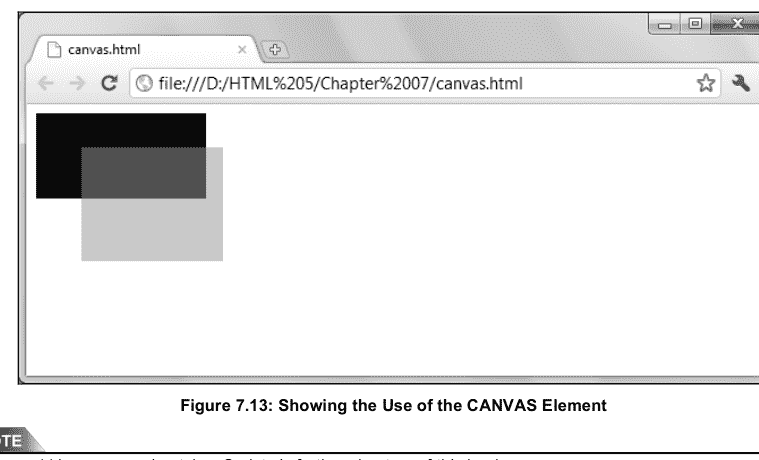 canvas.html
file:///D:/HTML%205/Chapter%2007/canvas.html
Figure 7.13: Showing the Use of the CANVAS Element